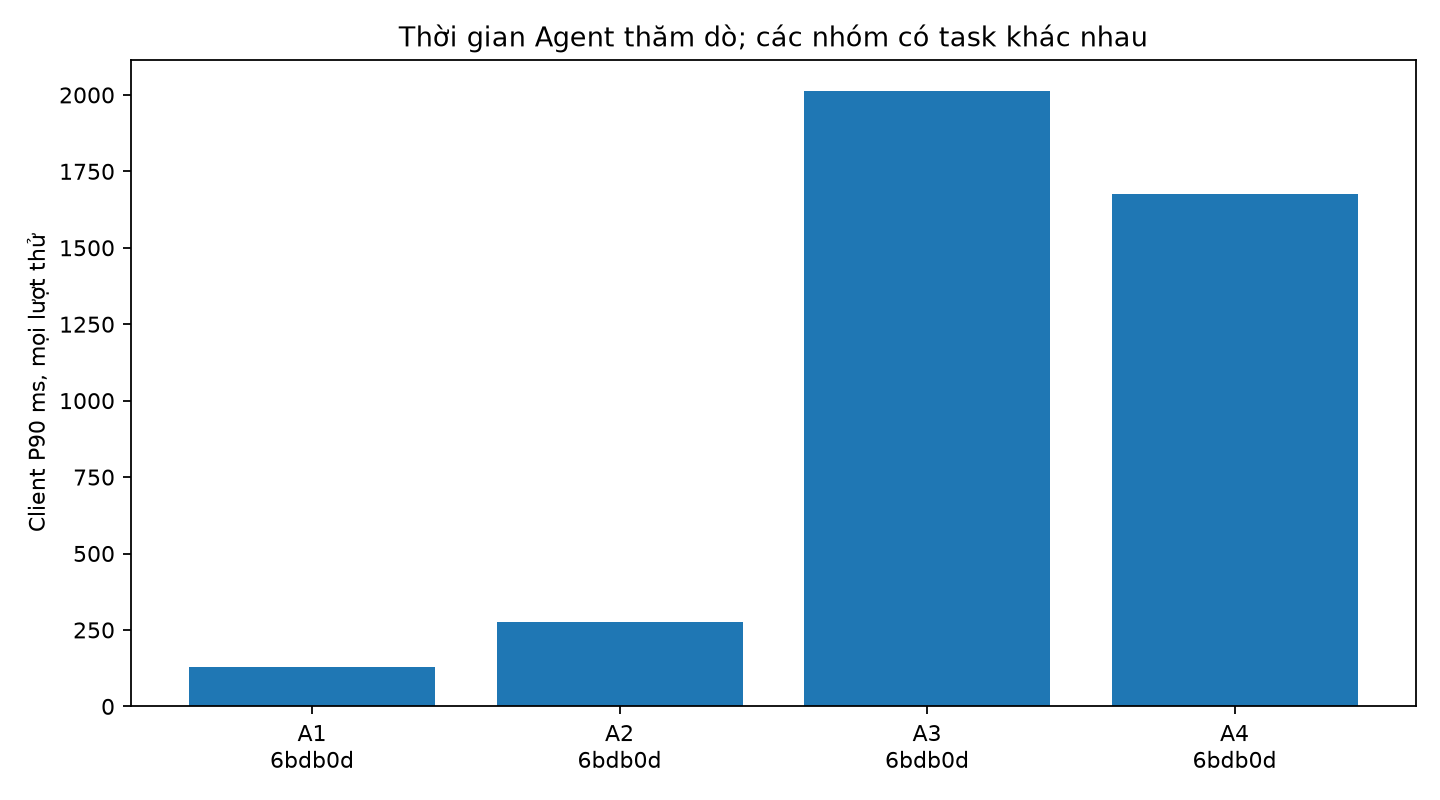 Thời gian Agent thăm dò; các nhóm có task khác nhau
Client P90 ms, mọi lượt thử
2000
1750
1500
1250
1000
750
500
250
0
A1
6bdb0d
A2
6bdb0d
A3
6bdb0d
A4
6bdb0d